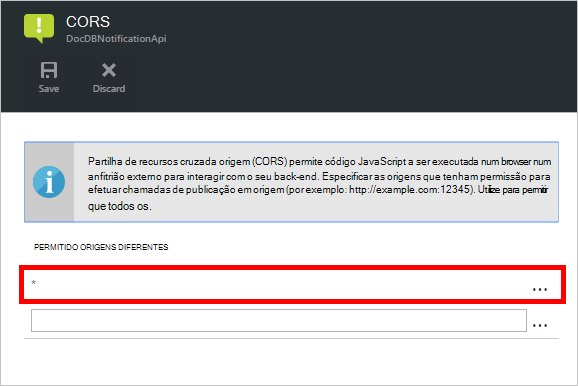 CORS
DocDBNotificationApi
Save Discard
Partilha de recursos cruzada origem (CORS) permite código JavaScript a ser executada num browser num
anfitrião externo para interagir com o seu back-end. Especificar as origens que tenham permissão para
efetuar chamadas de publicação em origem (por exemplo: http://example.com:12345). Utilize para permitir
que todos os.
PERMITIDO ORIGENS DIFERENTES
* ...
...